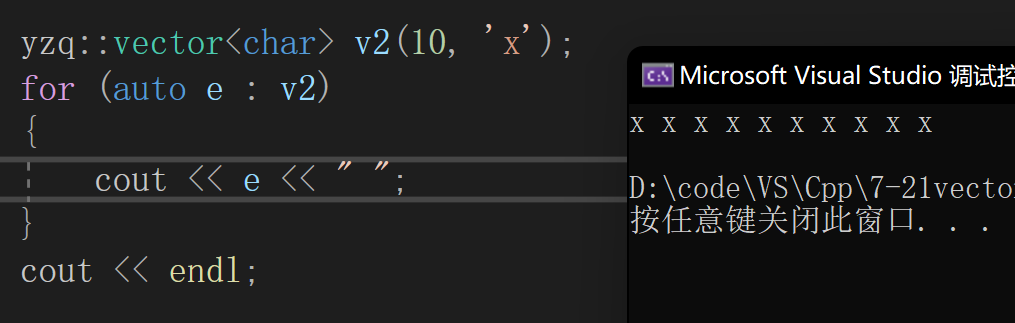 yzq::vector<char> v2(10, 'x');
for (auto e : v2)
{
cout << e << " ";
}
cout << endl;
C:\
Microsoft Visual Studio 调试控
x x x x x x x x x x
D:\code\VS\Cpp\7-21vector
按任意键关闭此窗口. . .